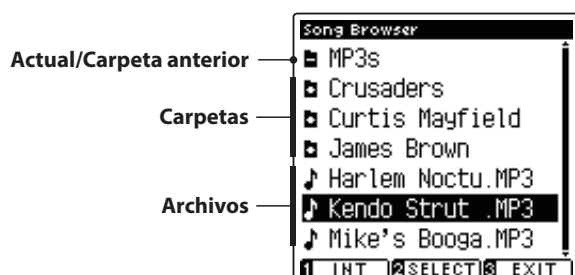 Song Browser
Actual/Carpeta anterior
MP3s
Crusaders
Carpetas
Curtis Mayfield
James Brown
Harlem Noctu.MP3
Archivos
Kendo Strut .MP3
Mike's Booga.MP3
1 INT 2 SELECT 3 EXIT